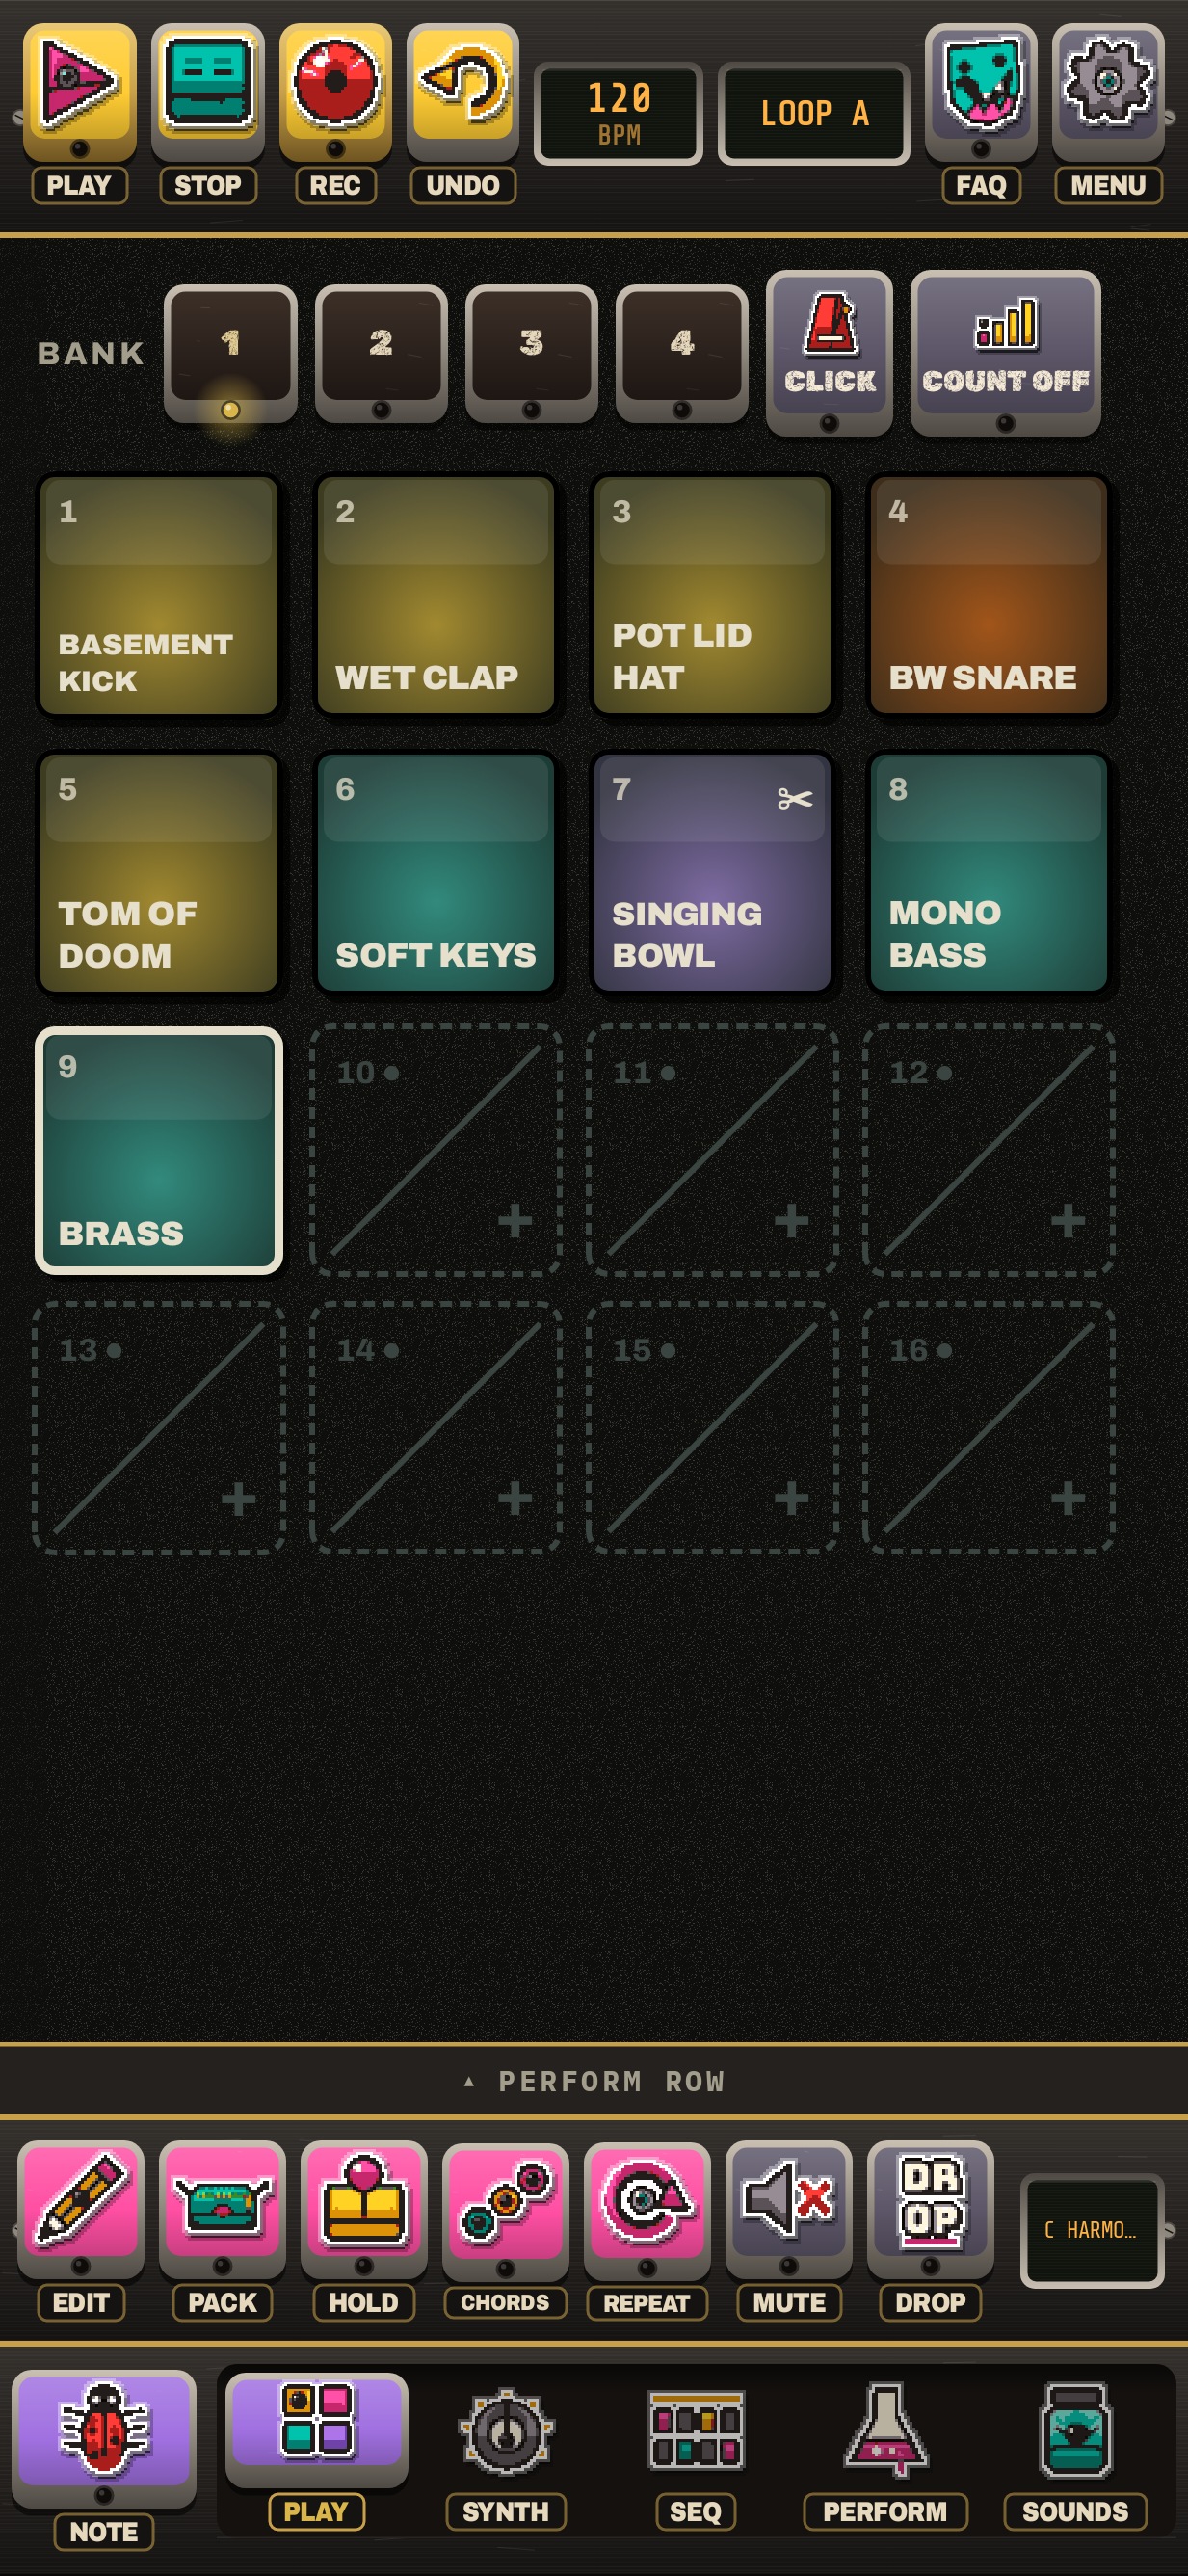 120
BPM
LOOP A
PLAY
STOP
REC
UNDO
FAQ
MENU
BANK
1
2
3
4
CLICK
COUNT OFF
1
BASEMENT
KICK
2
WET CLAP
3
POT LID
HAT
4
BW SNARE
5
TOM OF
DOOM
6
SOFT KEYS
7
SINGING
BOWL
8
MONO
BASS
9
BRASS
10
11
12
13
14
15
16
PERFORM ROW
DR
OP
C HARMO…
EDIT
PACK
HOLD
CHORDS
REPEAT
MUTE
DROP
NOTE
PLAY
SYNTH
SEQ
PERFORM
SOUNDS